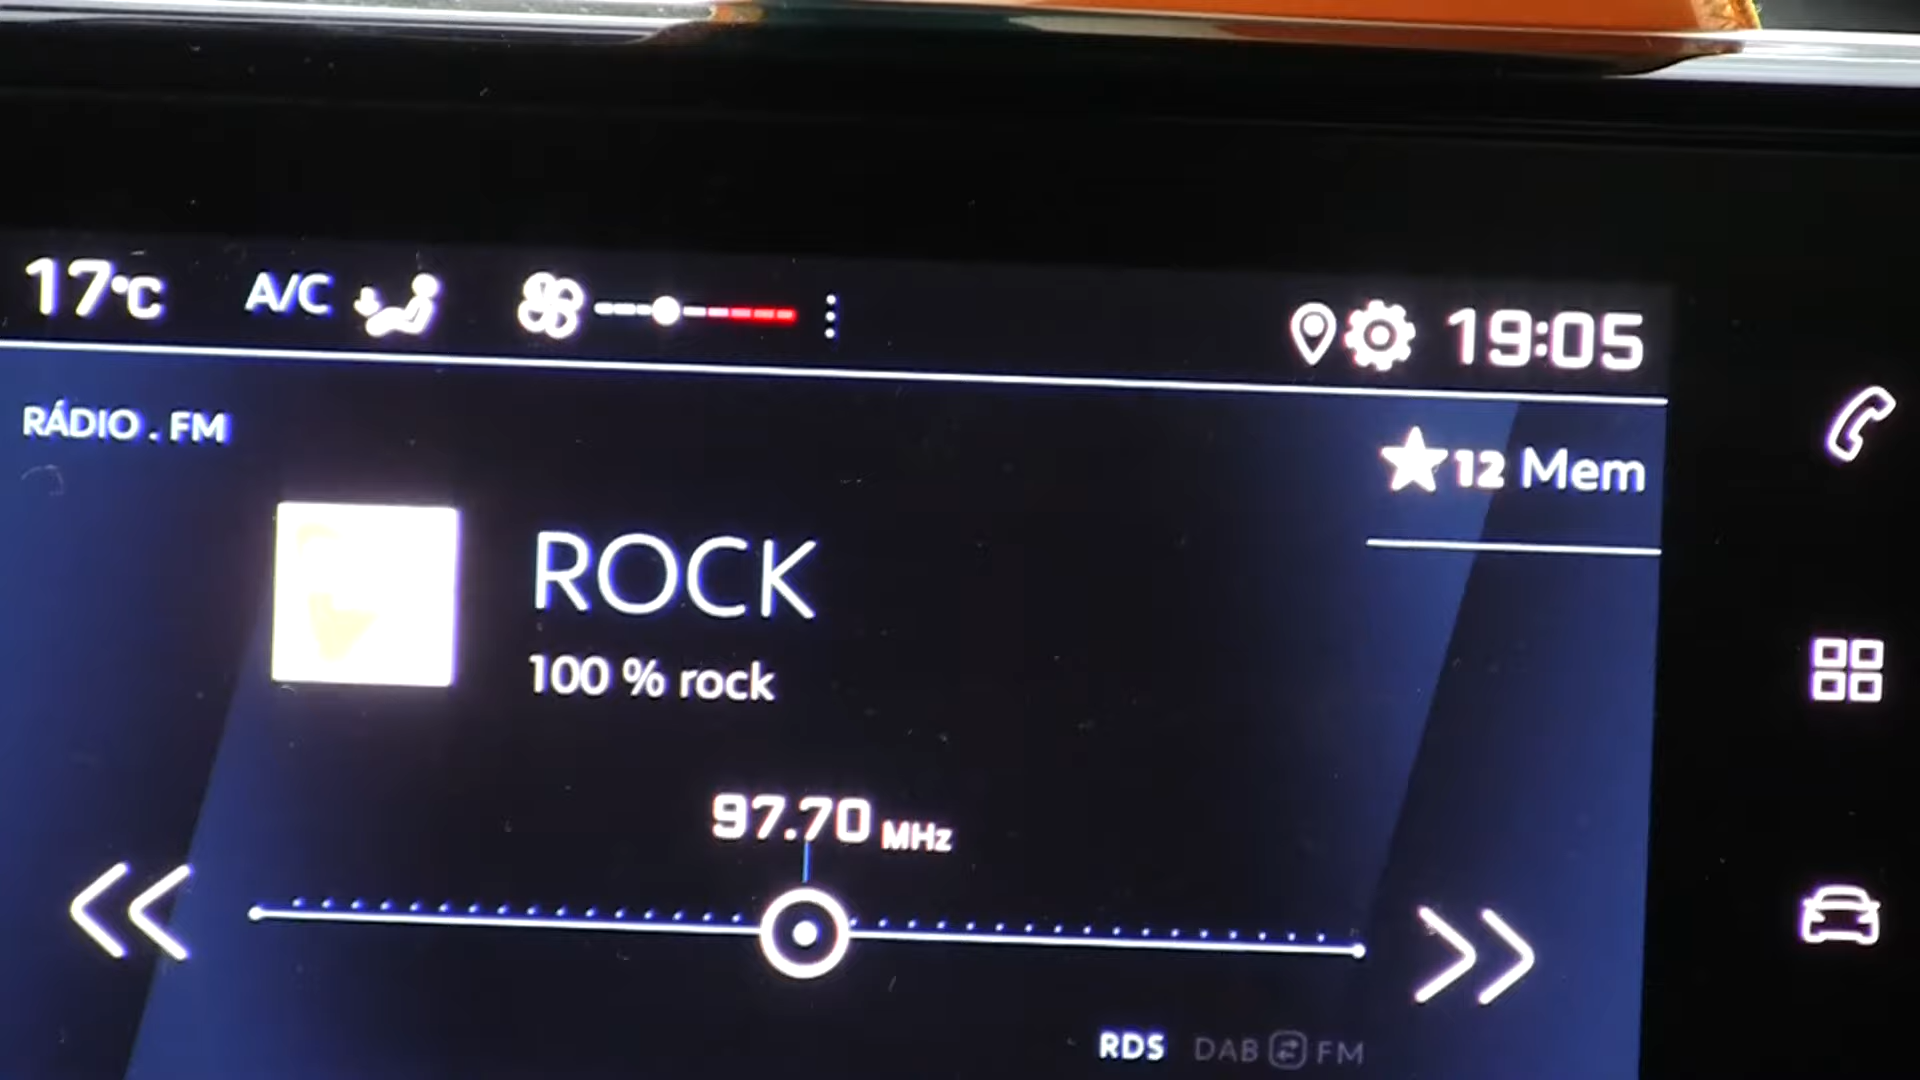 17°C A/C 19:05
RÁDIO . FM
12 Mem
ROCK
100 % rock
97.70 MHz
RDS DAB FM